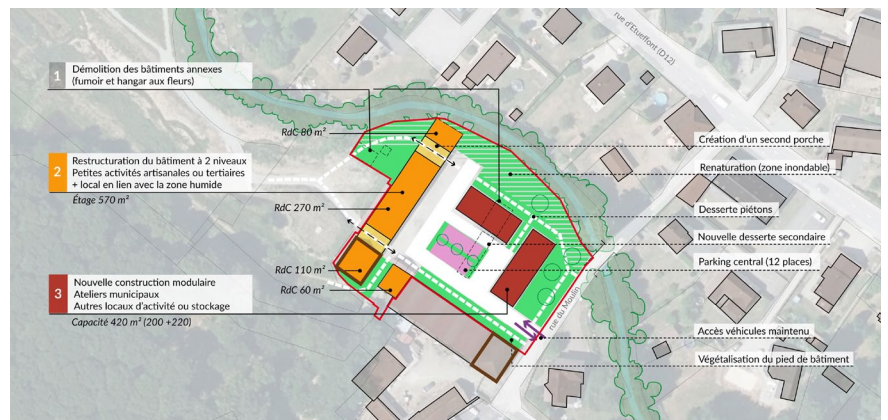 1
Démolition des bâtiments annexes
(fumoir et hangar aux fleurs)
2
Restructuration du bâtiment à 2 niveaux
Petites activités artisanales ou tertiaires
+ local en lien avec la zone humide
Étage 570 m²
3
Nouvelle construction modulaire
Ateliers municipaux
Autres locaux d'activité ou stockage
Capacité 420 m² (200 +220)
RdC 80 m²
RdC 270 m²
RdC 110 m²
RdC 60 m²
rue d'Etueffont (D12)
Création d'un second porche
Renaturation (zone inondable)
Desserte piétons
Nouvelle desserte secondaire
Parking central (12 places)
rue du Moulin
Accès véhicules maintenu
Végétalisation du pied de bâtiment